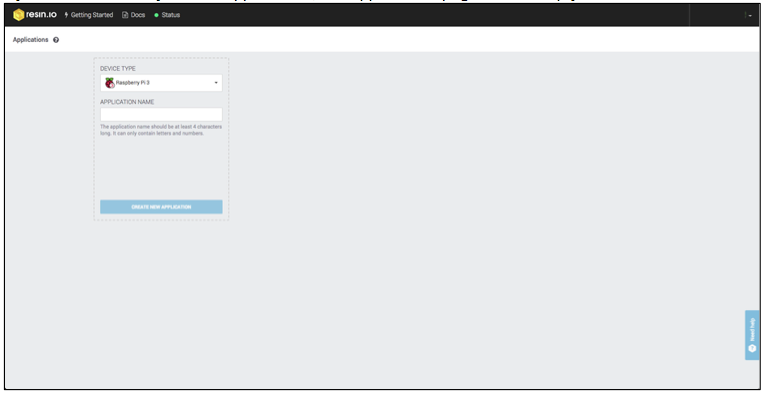 resin.io Getting Started Docs Status
Applications
DEVICE TYPE
Raspberry Pi 3
APPLICATION NAME
The application name should be at least 4 characters
long. It can only contain letters and numbers.
CREATE NEW APPLICATION
Need help